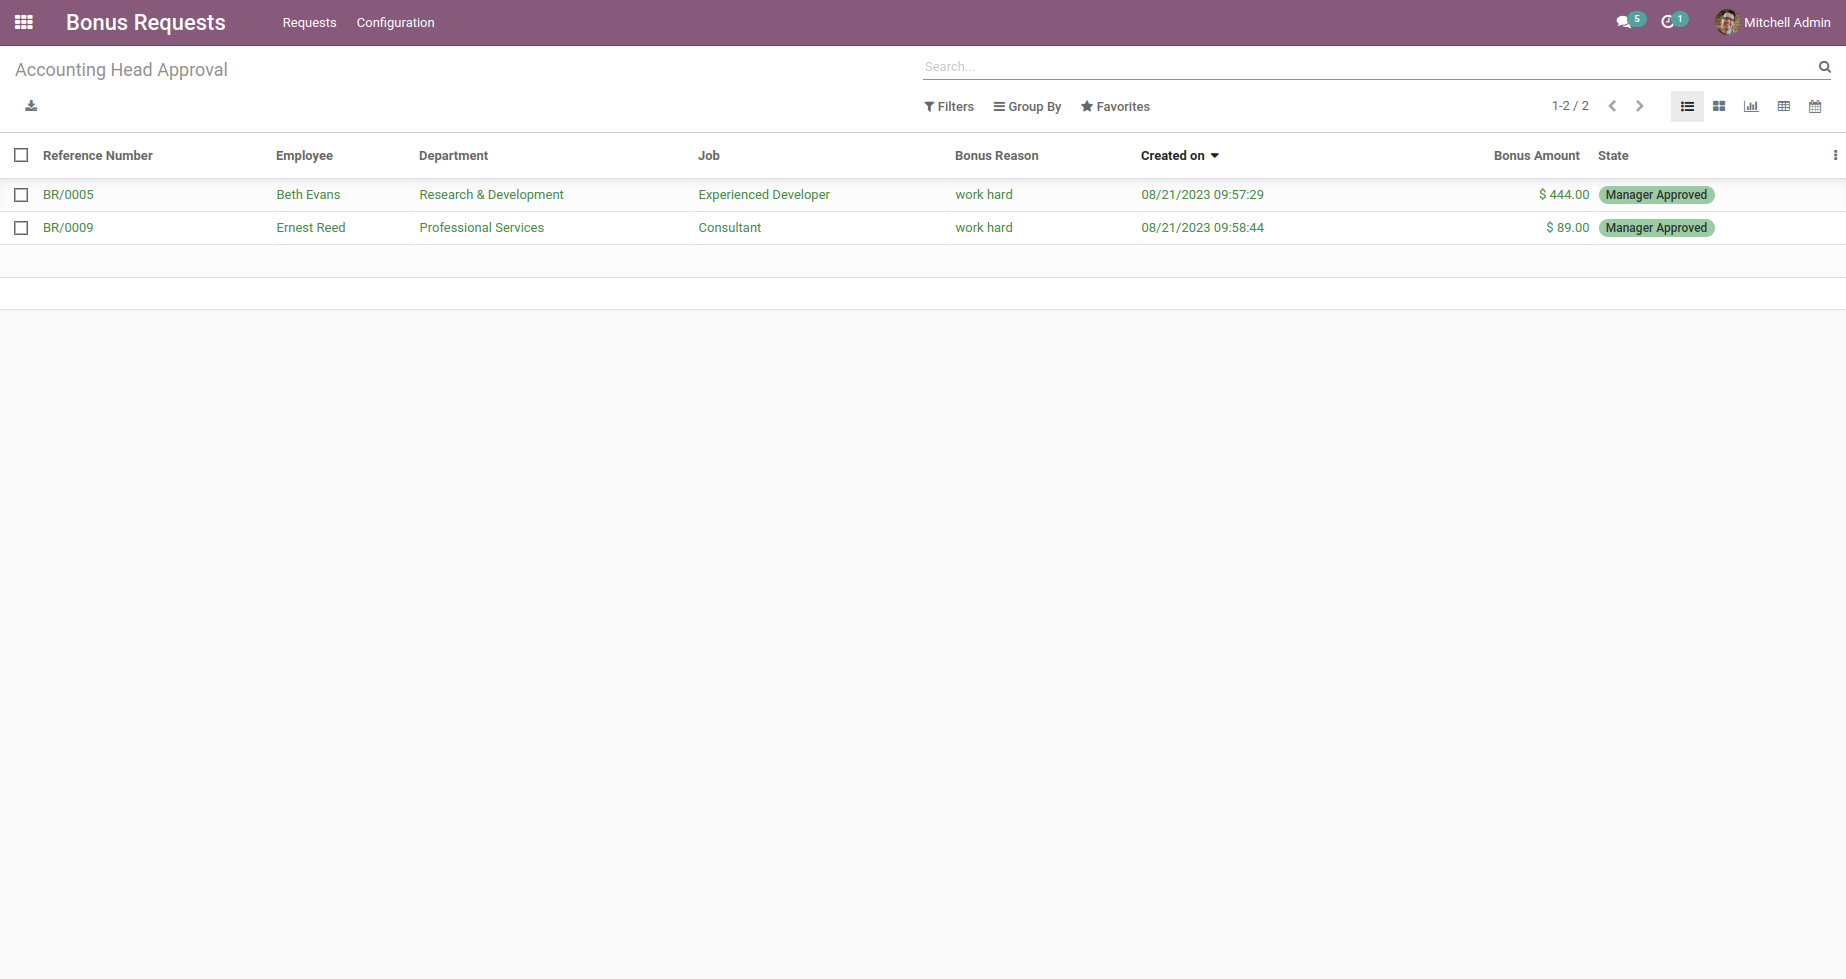 Bonus Requests Requests Configuration 5 1 Mitchell Admin
Accounting Head Approval Search...
Filters Group By Favorites 1-2 / 2
Reference Number Employee Department Job Bonus Reason Created on Bonus Amount State
BR/0005 Beth Evans Research & Development Experienced Developer work hard 08/21/2023 09:57:29 $ 444.00 Manager Approved
BR/0009 Ernest Reed Professional Services Consultant work hard 08/21/2023 09:58:44 $ 89.00 Manager Approved